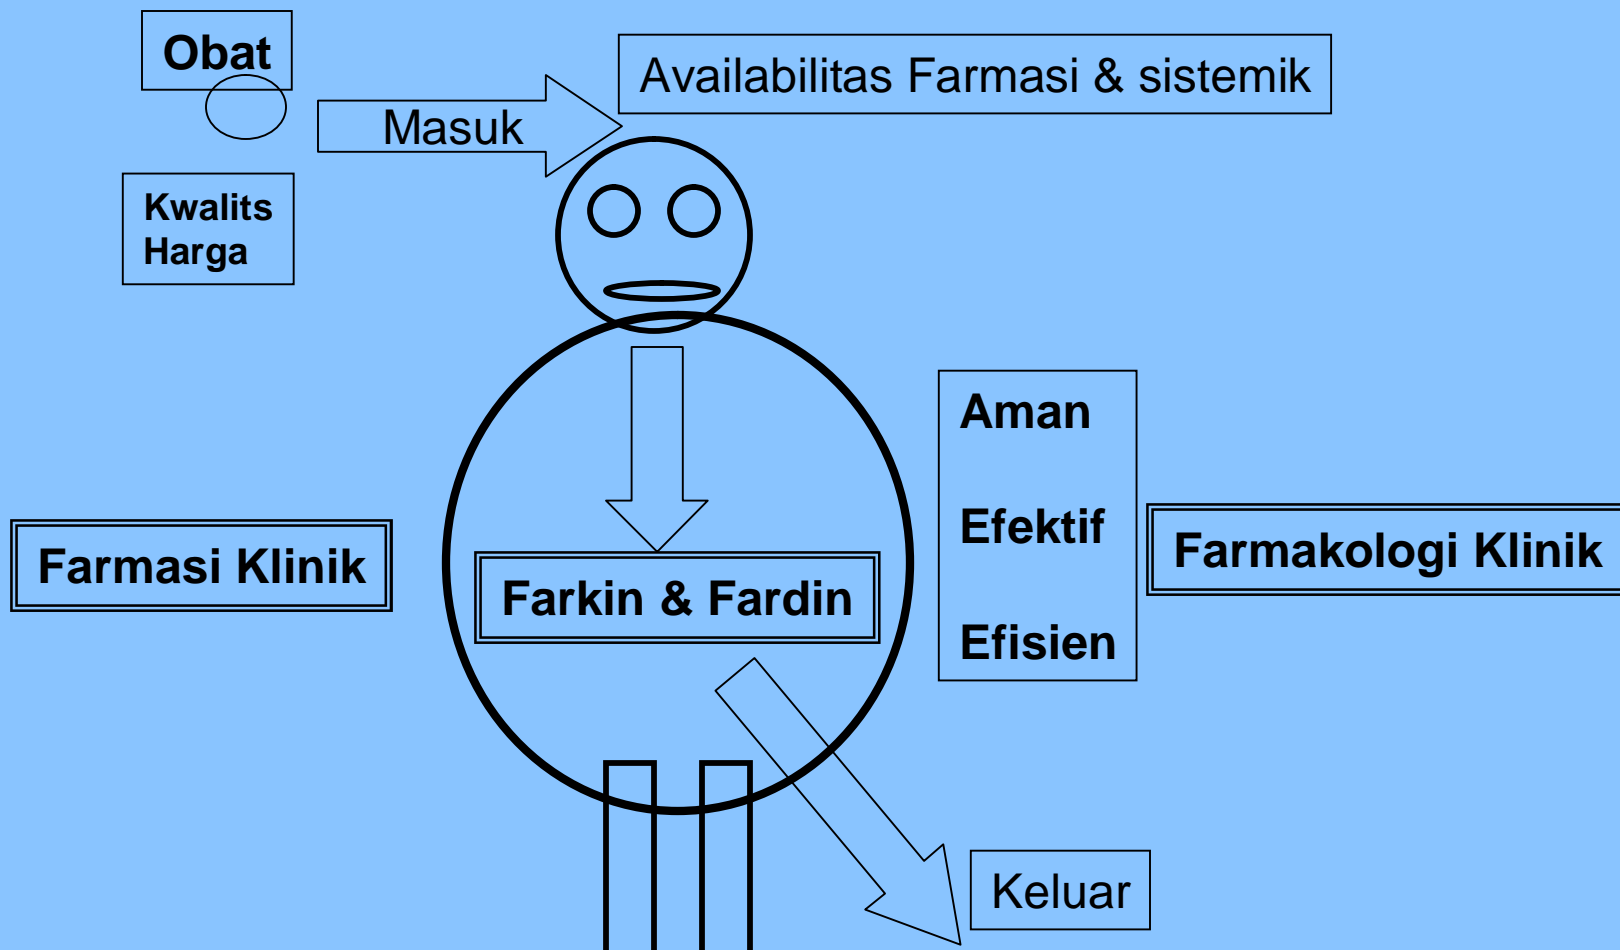 Obat
Availabilitas Farmasi & sistemik
Masuk
Kwalits
Harga
Aman
Efektif
Efisien
Farmasi Klinik
Farkin & Fardin
Farmakologi Klinik
Keluar